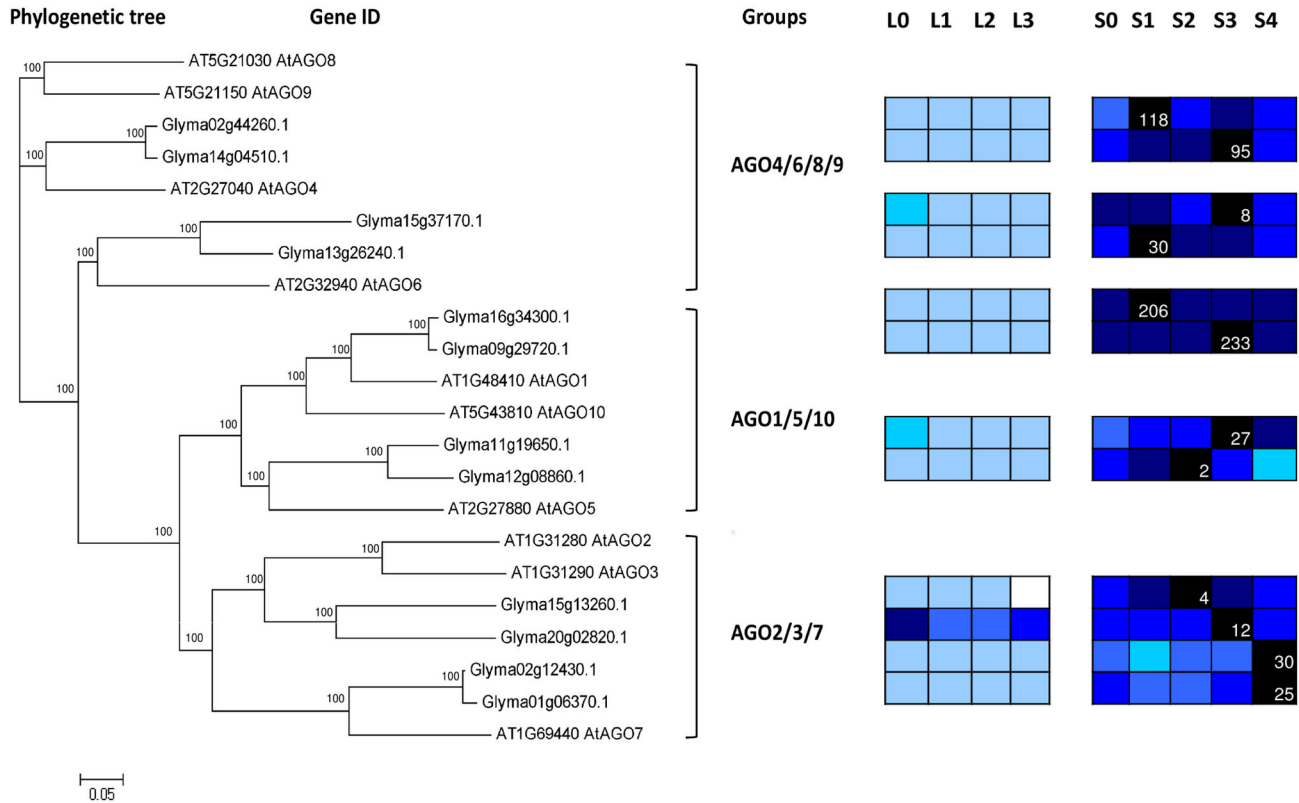 Phylogenetic tree Gene ID Groups L0 L1 L2 L3 S0 S1 S2 S3 S4
100 AT5G21030 AtAGO8
AT5G21150 AtAGO9
100 100 Glyma02g44260.1 118
Glyma14g04510.1 95
AGO4/6/8/9
AT2G27040 AtAGO4
100 100 Glyma15g37170.1 8
Glyma13g26240.1 30
AT2G32940 AtAGO6
100 Glyma16g34300.1 206
100 Glyma09g29720.1 233
100 AT1G48410 AtAGO1
100 AT5G43810 AtAGO10
AGO1/5/10
100 100 Glyma11g19650.1 27
100 Glyma12g08860.1 2
AT2G27880 AtAGO5
100 100 AT1G31280 AtAGO2
AT1G31290 AtAGO3
100 100 Glyma15g13260.1 4
100 Glyma20g02820.1 12
AGO2/3/7
100 Glyma02g12430.1 30
100 Glyma01g06370.1 25
AT1G69440 AtAGO7
0.05